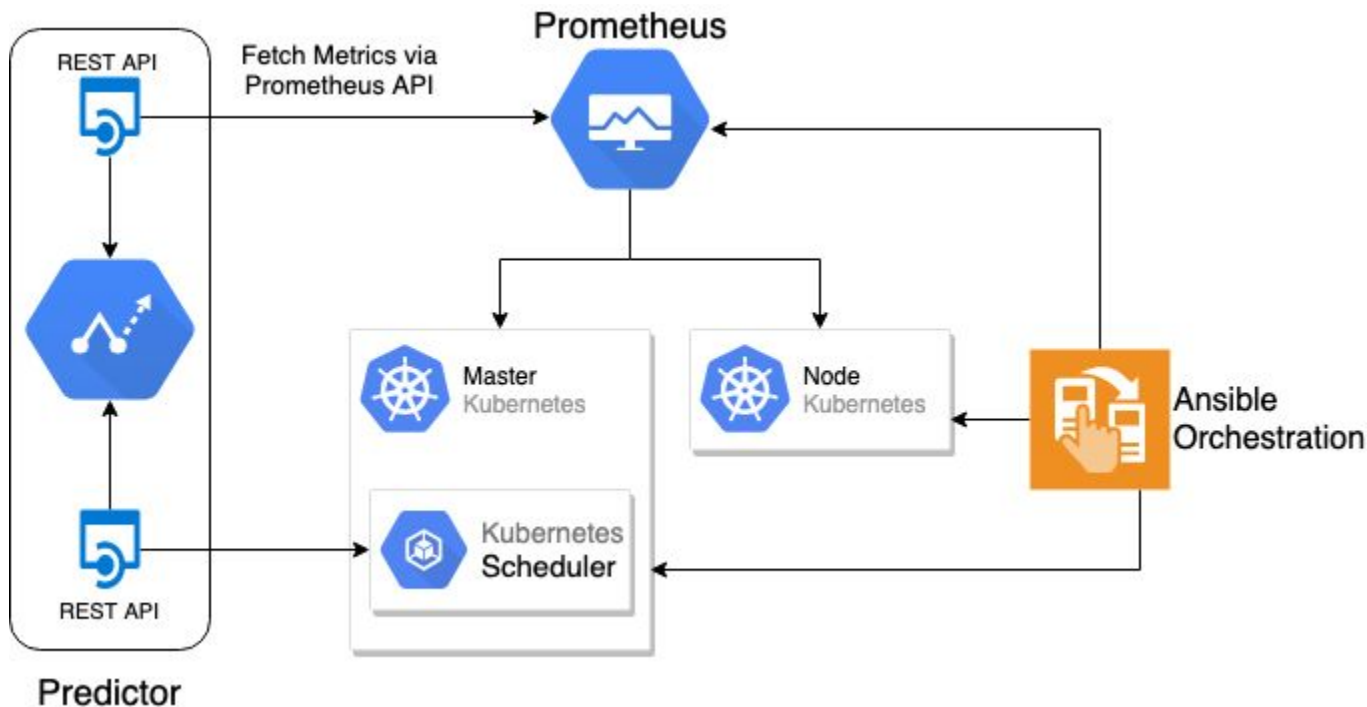 Prometheus
REST API
Fetch Metrics via
Prometheus API
Master
Kubernetes
Node
Kubernetes
Ansible
Orchestration
Kubernetes
Scheduler
REST API
Predictor